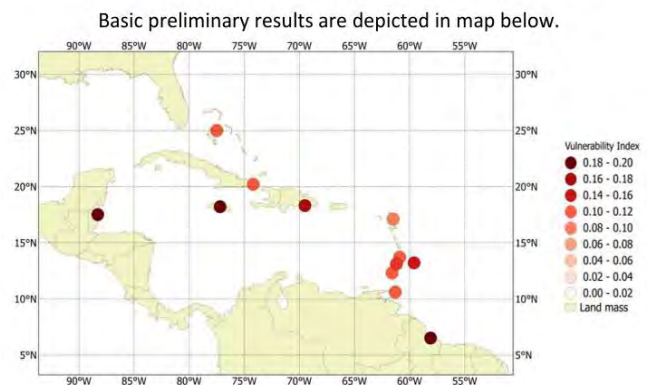 Basic preliminary results are depicted in map below.
90°W 85°W 80°W 75°W 70°W 65°W 60°W 55°W
30°N 30°N
25°N 25°N
20°N 20°N
15°N 15°N
10°N 10°N
5°N 5°N
90°W 85°W 80°W 75°W 70°W 65°W 60°W 55°W
Vulnerability Index
0.18 - 0.20
0.16 - 0.18
0.14 - 0.16
0.10 - 0.12
0.08 - 0.10
0.06 - 0.08
0.04 - 0.06
0.02 - 0.04
0.00 - 0.02
Land mass